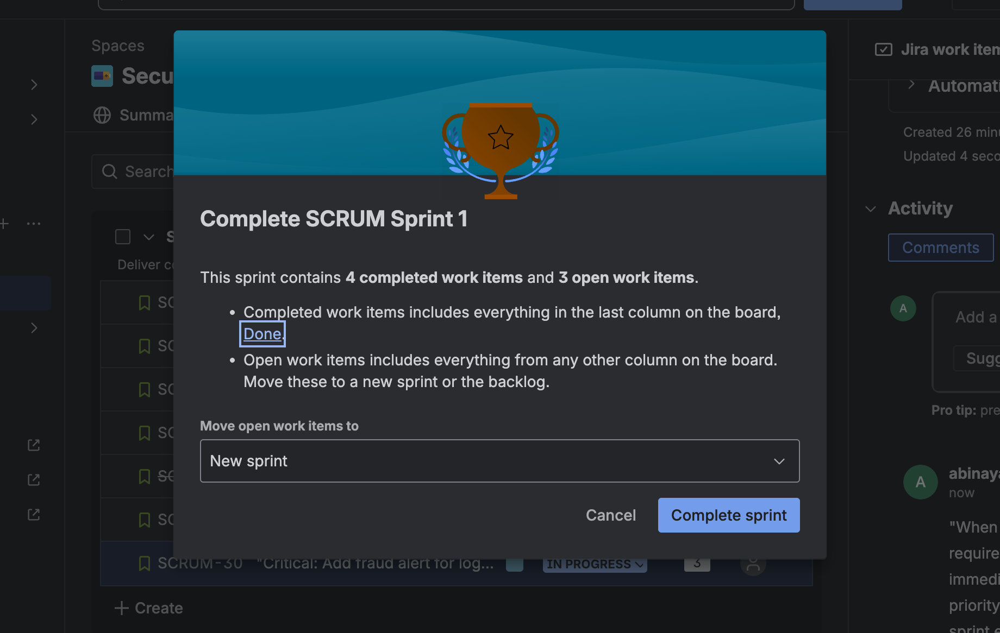 Spaces
Secu
Summa
Search
S
Deliver co
SC
SC
SC
SC
SC
SC
SCRUM-30 "Critical: Add fraud alert for log... IN PROGRESS 3
Create
Complete SCRUM Sprint 1
This sprint contains 4 completed work items and 3 open work items.
• Completed work items includes everything in the last column on the board,
Done.
• Open work items includes everything from any other column on the board.
Move these to a new sprint or the backlog.
Move open work items to
New sprint
Cancel
Complete sprint
Jira work item
Automati
Created 26 minu
Updated 4 seco
Activity
Comments
A
Add a
Sugg
Pro tip: pre
A
abinaya
now
"When
require
immedi
priority
sprint